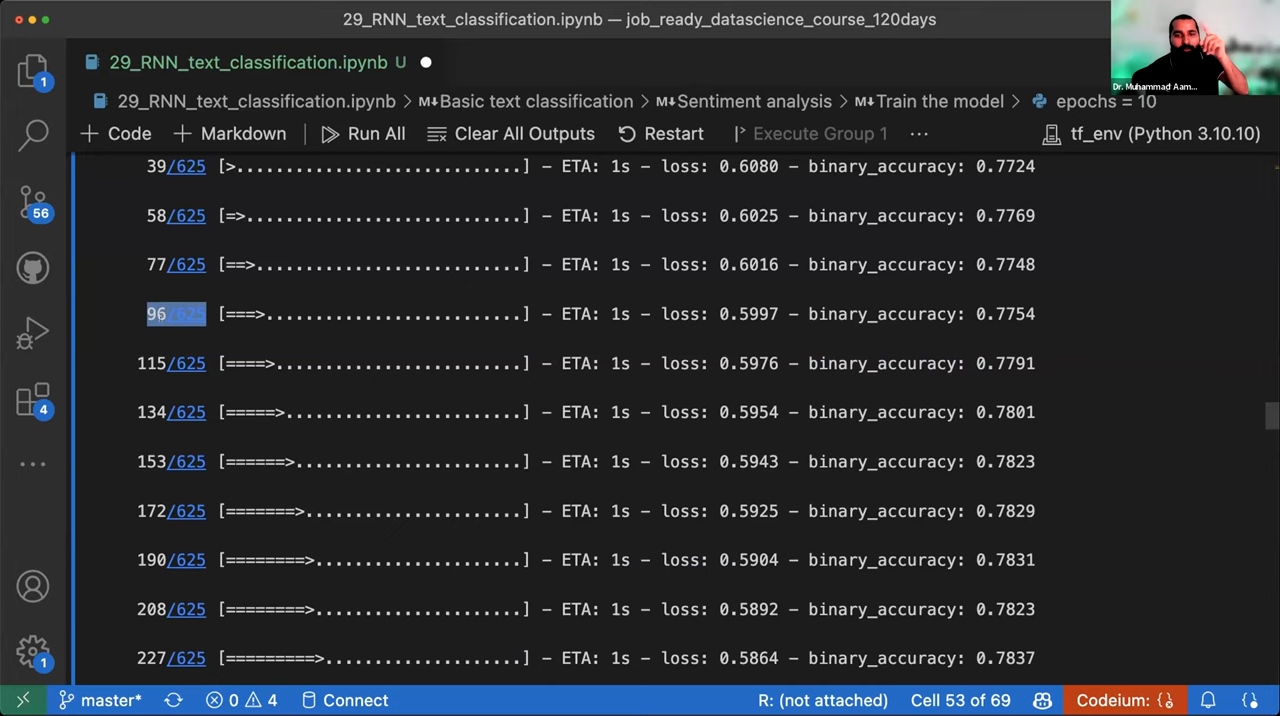 29_RNN_text_classification.ipynb — job_ready_datascience_course_120days
29_RNN_text_classification.ipynb U
29_RNN_text_classification.ipynb > M↓Basic text classification > M↓Sentiment analysis > M↓Train the model > epochs = 10
+ Code + Markdown | Run All Clear All Outputs Restart Execute Group 1 ... tf_env (Python 3.10.10)
39/625 [>.............................] - ETA: 1s - loss: 0.6080 - binary_accuracy: 0.7724
58/625 [=>............................] - ETA: 1s - loss: 0.6025 - binary_accuracy: 0.7769
77/625 [==>...........................] - ETA: 1s - loss: 0.6016 - binary_accuracy: 0.7748
96/625 [===>..........................] - ETA: 1s - loss: 0.5997 - binary_accuracy: 0.7754
115/625 [====>.........................] - ETA: 1s - loss: 0.5976 - binary_accuracy: 0.7791
134/625 [=====>........................] - ETA: 1s - loss: 0.5954 - binary_accuracy: 0.7801
153/625 [======>.......................] - ETA: 1s - loss: 0.5943 - binary_accuracy: 0.7823
172/625 [=======>......................] - ETA: 1s - loss: 0.5925 - binary_accuracy: 0.7829
190/625 [========>.....................] - ETA: 1s - loss: 0.5904 - binary_accuracy: 0.7831
208/625 [========>.....................] - ETA: 1s - loss: 0.5892 - binary_accuracy: 0.7823
227/625 [=========>....................] - ETA: 1s - loss: 0.5864 - binary_accuracy: 0.7837
Dr. Muhammad Aam...
1
56
4
1
master* 0 4 Connect R: (not attached) Cell 53 of 69 Codeium: {}